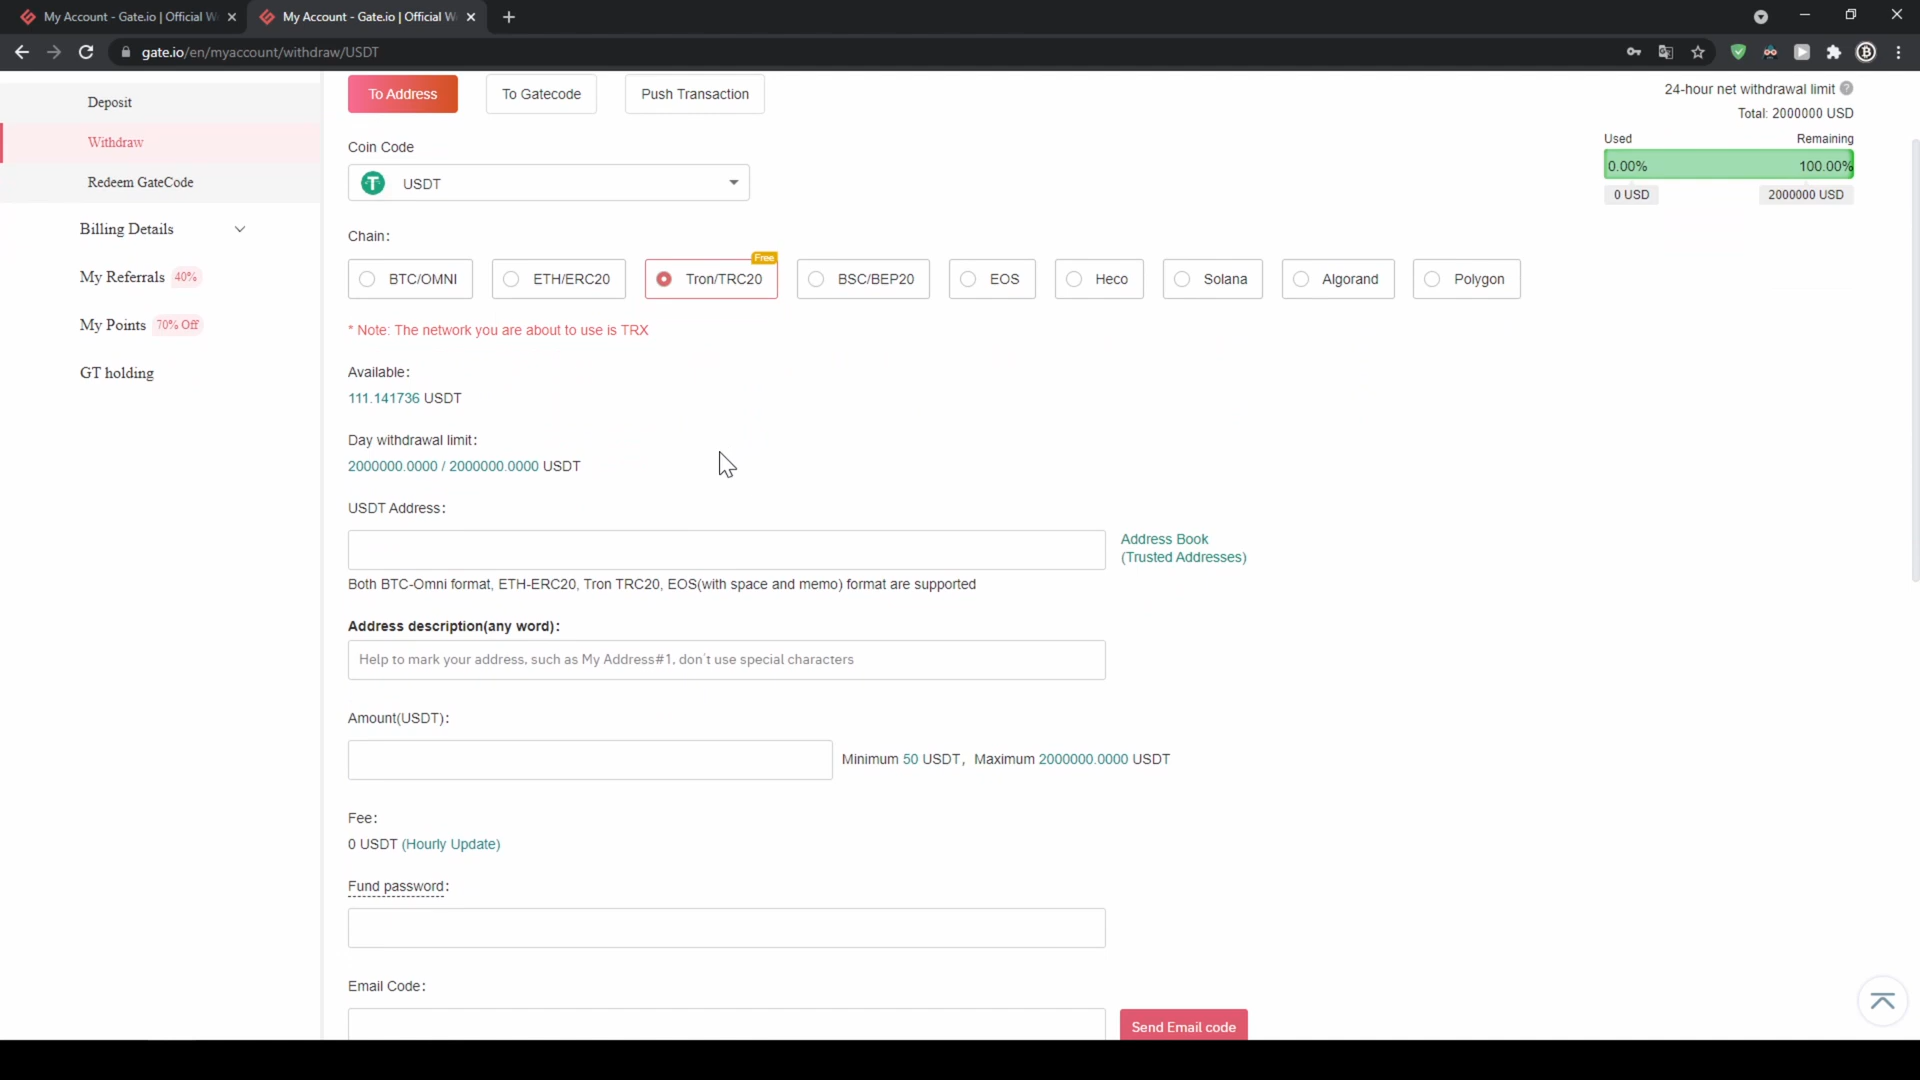 My Account - Gate.io | Official W
My Account - Gate.io | Official W
gate.io/en/myaccount/withdraw/USDT
Deposit
Withdraw
Redeem GateCode
Billing Details
My Referrals 40%
My Points 70% Off
GT holding
To Address
To Gatecode
Push Transaction
24-hour net withdrawal limit ?
Total: 2000000 USD
Used
Remaining
0.00%
100.00%
0 USD
2000000 USD
Coin Code
USDT
Chain:
Free
BTC/OMNI
ETH/ERC20
Tron/TRC20
BSC/BEP20
EOS
Heco
Solana
Algorand
Polygon
* Note: The network you are about to use is TRX
Available:
111.141736 USDT
Day withdrawal limit:
2000000.0000 / 2000000.0000 USDT
USDT Address:
Address Book
(Trusted Addresses)
Both BTC-Omni format, ETH-ERC20, Tron TRC20, EOS(with space and memo) format are supported
Address description(any word):
Help to mark your address, such as My Address#1, don't use special characters
Amount(USDT):
Minimum 50 USDT, Maximum 2000000.0000 USDT
Fee:
0 USDT (Hourly Update)
Fund password:
Email Code:
Send Email code